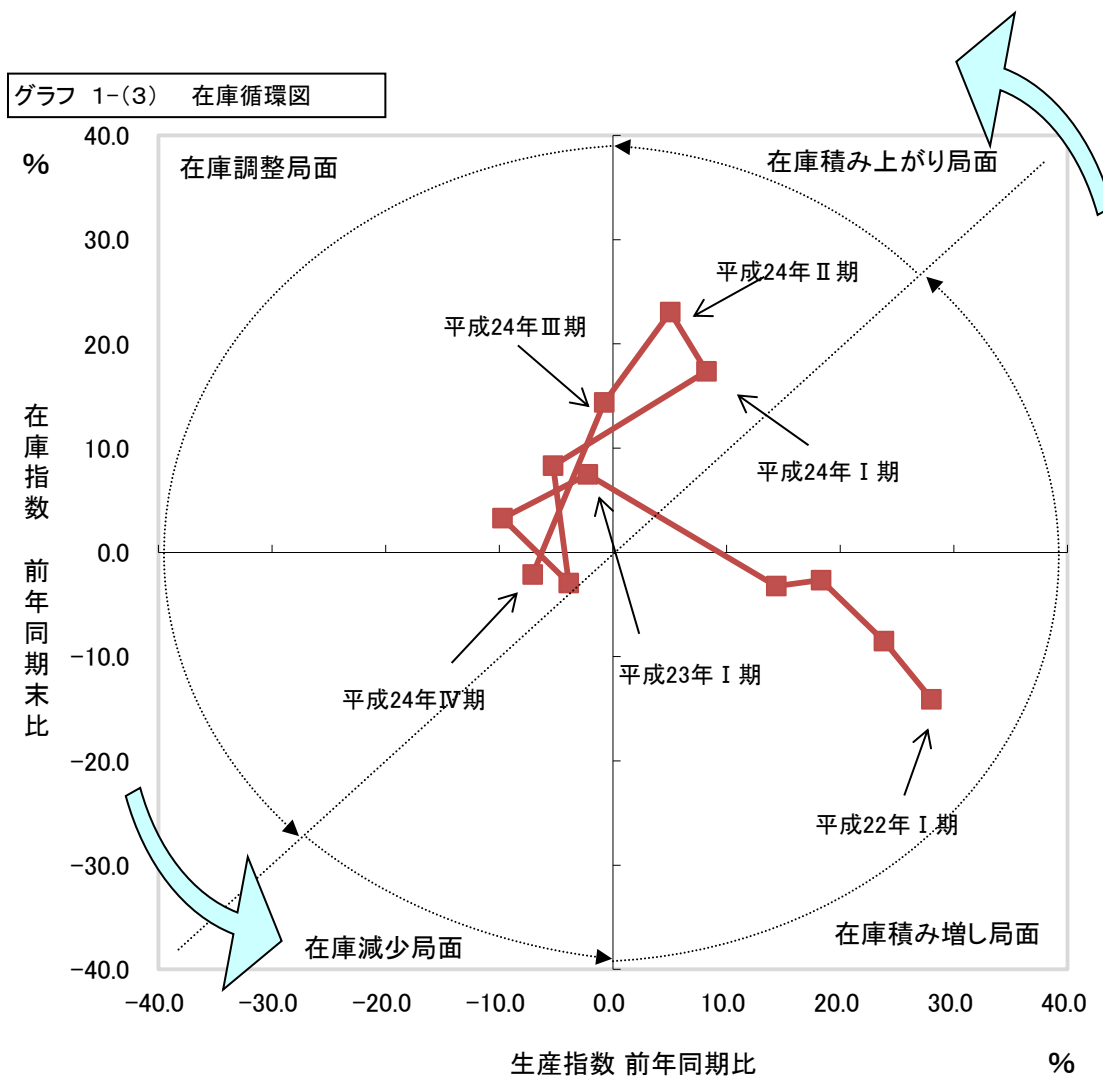 グラフ 1-(3) 在庫循環図
%
40.0
30.0
20.0
10.0
0.0
-10.0
-20.0
-30.0
-40.0
在庫指数 前年同期末比
在庫調整局面
在庫積み上がり局面
平成24年Ⅱ期
平成24年Ⅲ期
平成24年Ⅰ期
平成23年Ⅰ期
平成24年Ⅳ期
平成22年Ⅰ期
在庫減少局面
在庫積み増し局面
-40.0 -30.0 -20.0 -10.0 0.0 10.0 20.0 30.0 40.0
生産指数 前年同期比 %